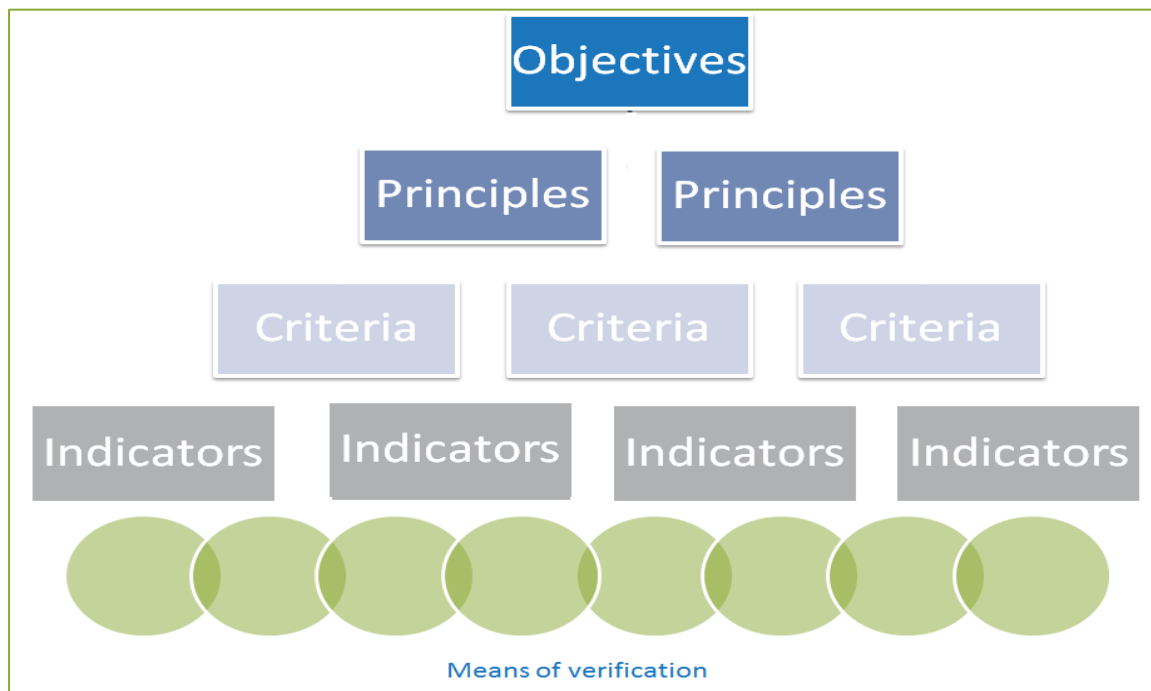 Objectives
Principles Principles
Criteria Criteria Criteria
Indicators Indicators Indicators Indicators
Means of verification